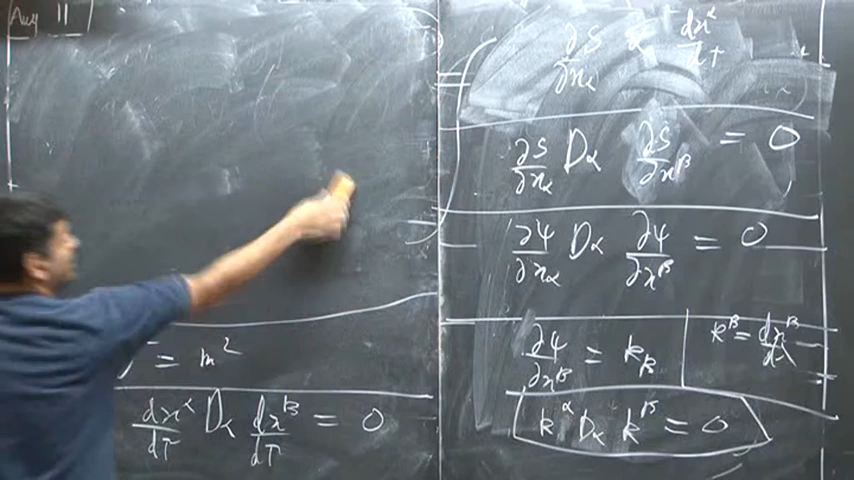 Aug 11
= m²
dx^α/dτ D_α dx^β/dτ = 0
∂S/∂x_α α dx^α/dτ
∂S/∂x_α D_α ∂S/∂x^β = 0
∂ψ/∂x_α D_α ∂ψ/∂x^β = 0
∂ψ/∂x^β = k_β
k^β = dx^β/dλ
k^α D_α k^β = 0